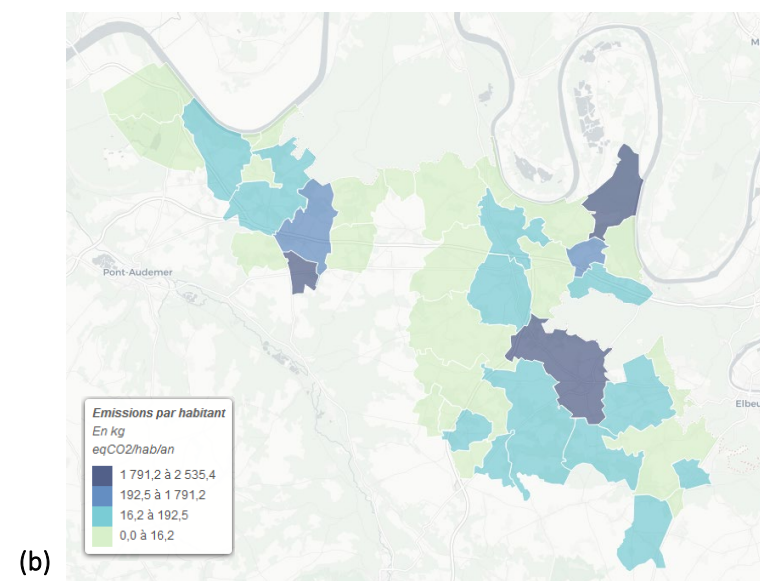 M
Pont-Audemer
Elbeu
Emissions par habitant
En kg
eqCO2/hab/an
1 791,2 à 2 535,4
192,5 à 1 791,2
16,2 à 192,5
0,0 à 16,2
(b)